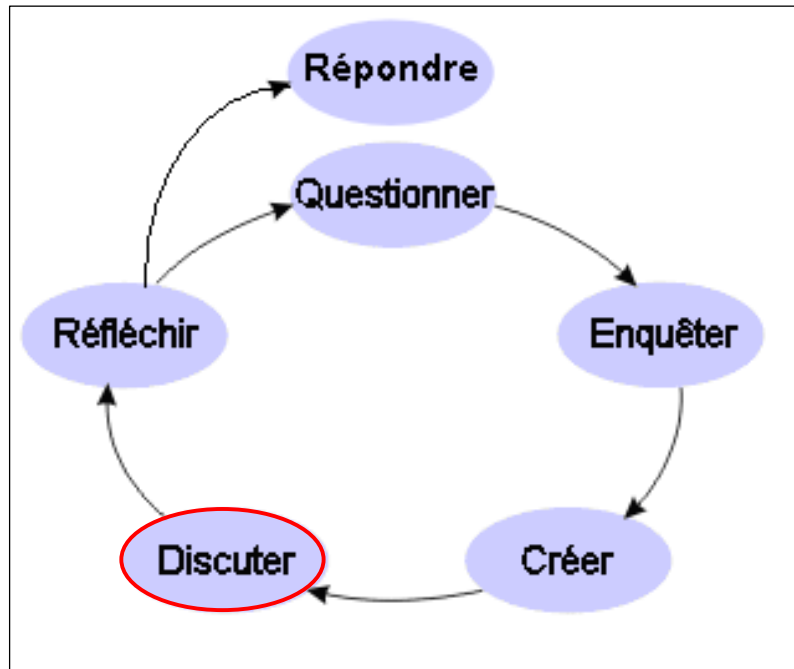 Répondre
Questionner
Réfléchir
Enquêter
Discuter
Créer